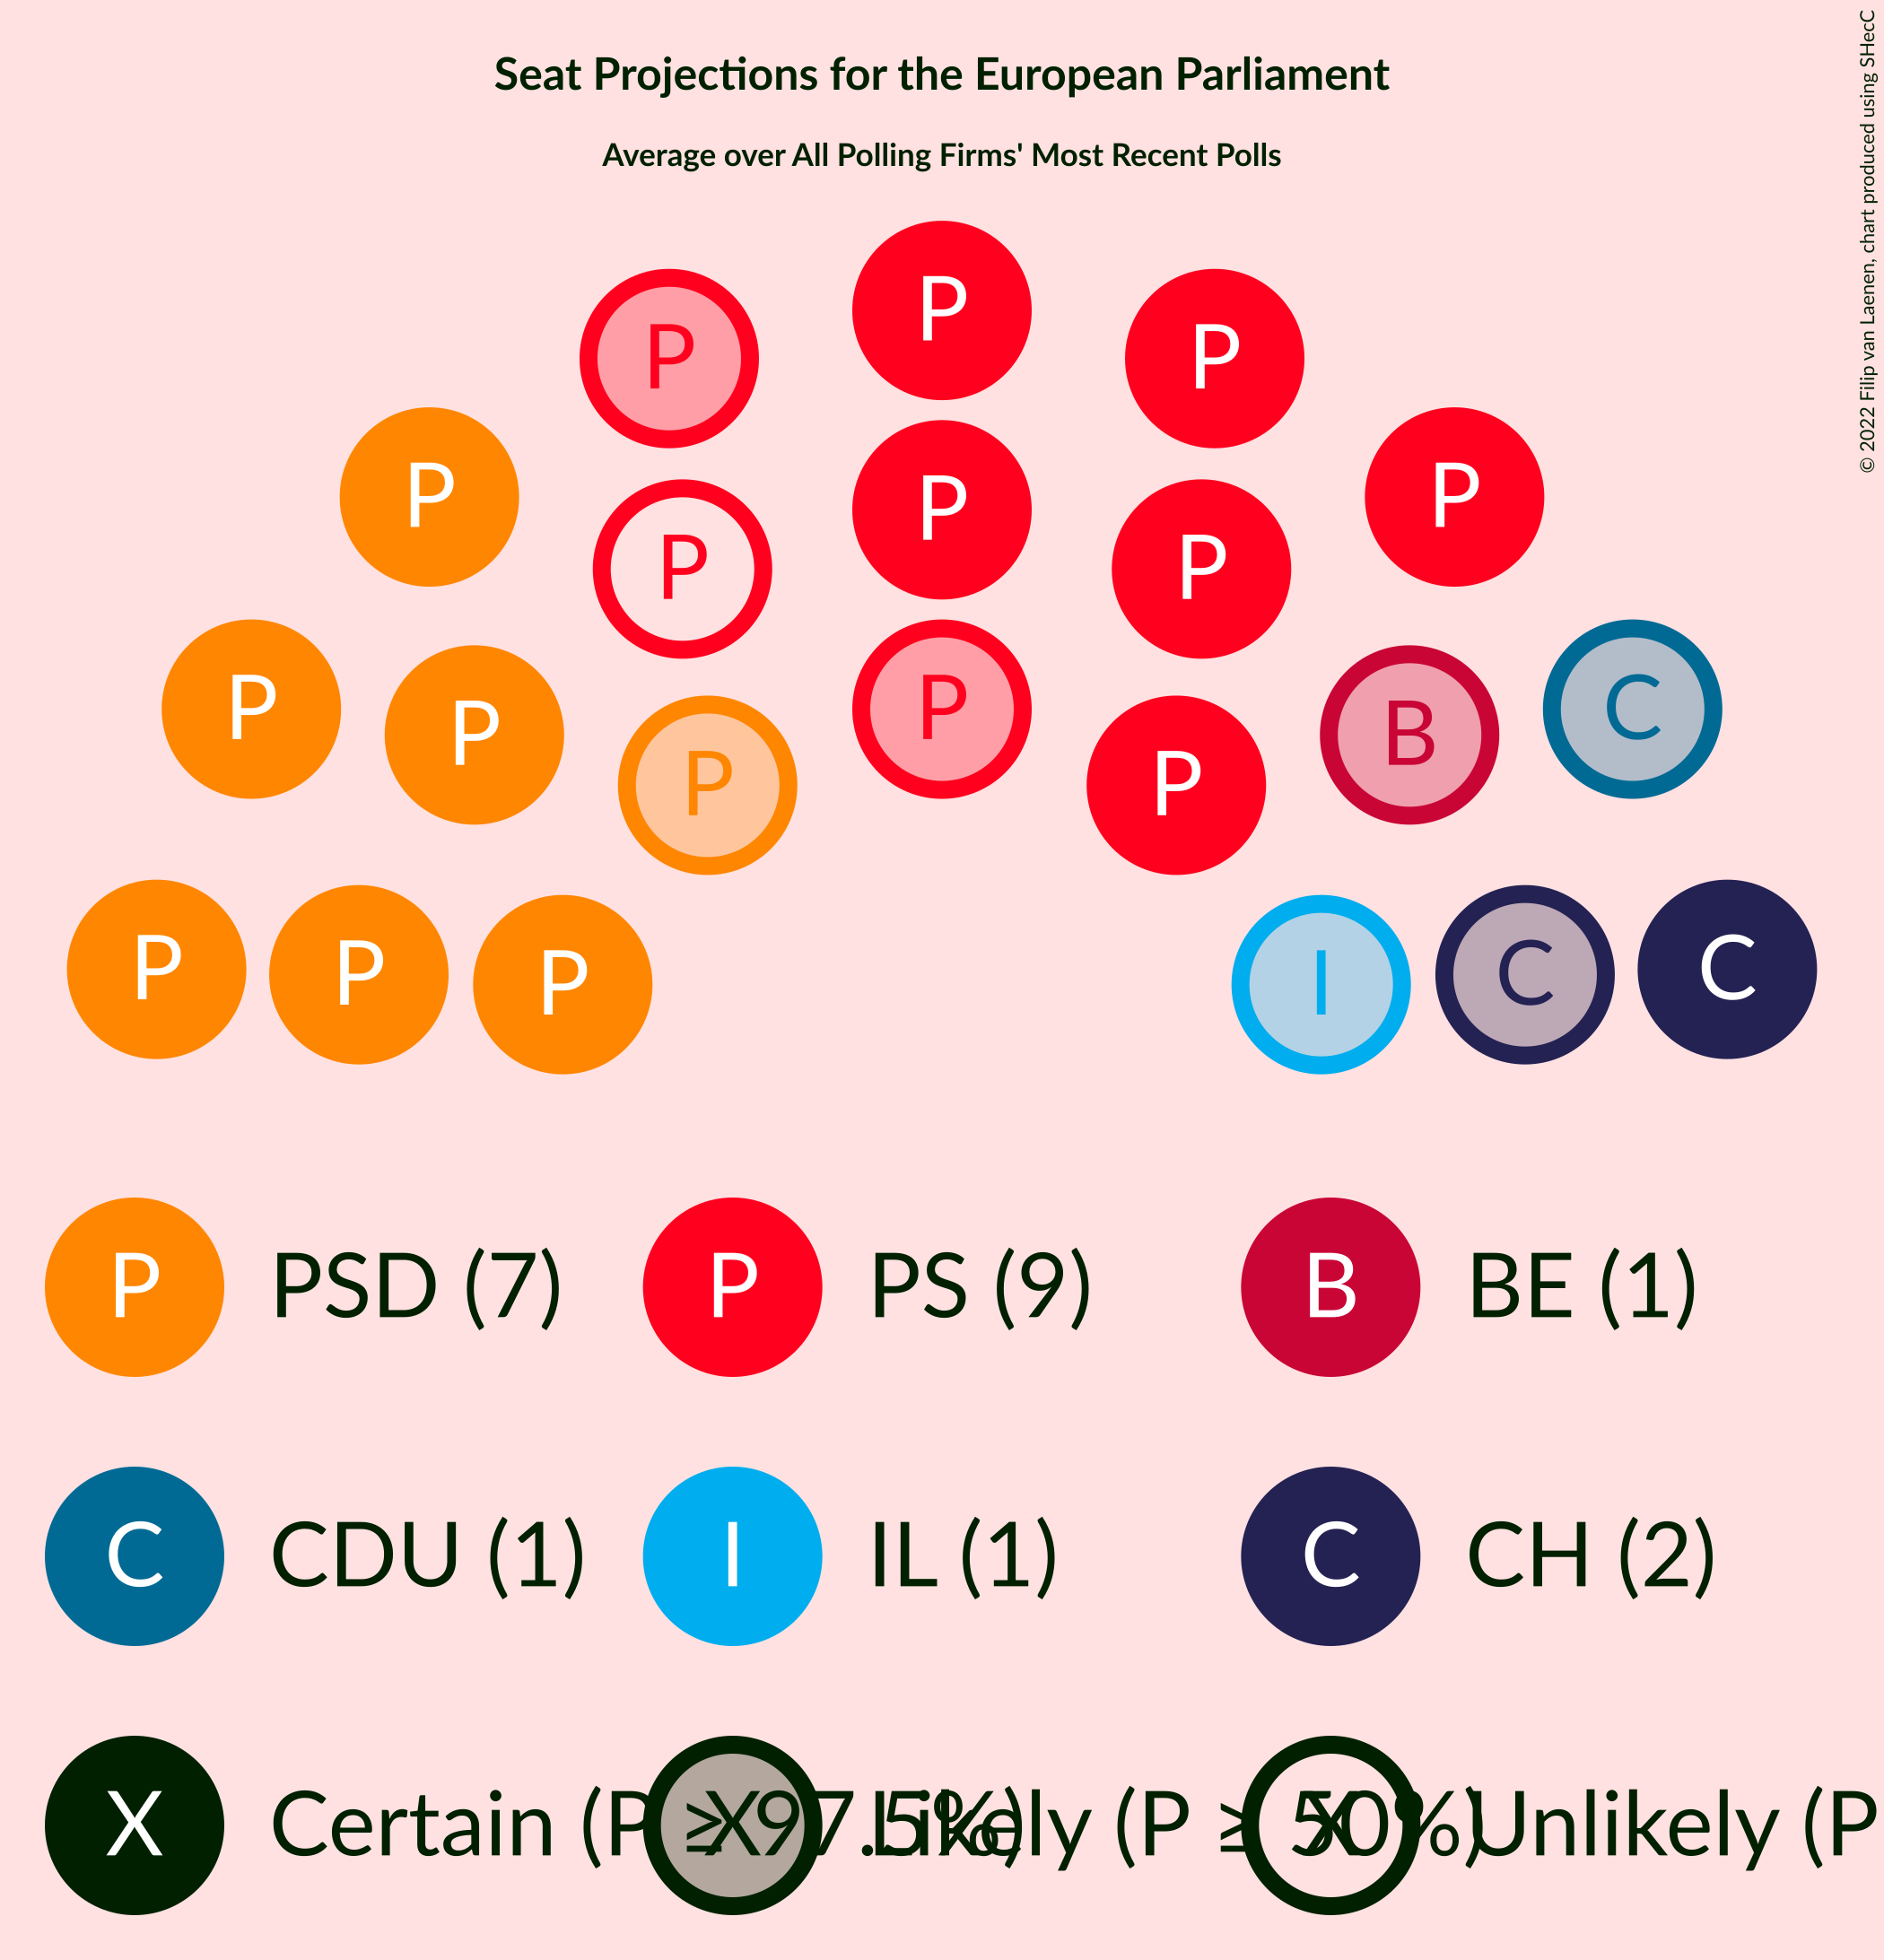 Seat Projections for the European Parliament
Average over All Polling Firms' Most Recent Polls
© 2022 Filip van Laenen, chart produced using SHecC
P
P P
P P
P
P P
P
P C
P B
P P
P P P I C C
P PSD (7) P PS (9) B BE (1)
C CDU (1) I IL (1) C CH (2)
X Certain (P ≥ 97.5%) X Likely (P ≥ 50%) X Unlikely (P